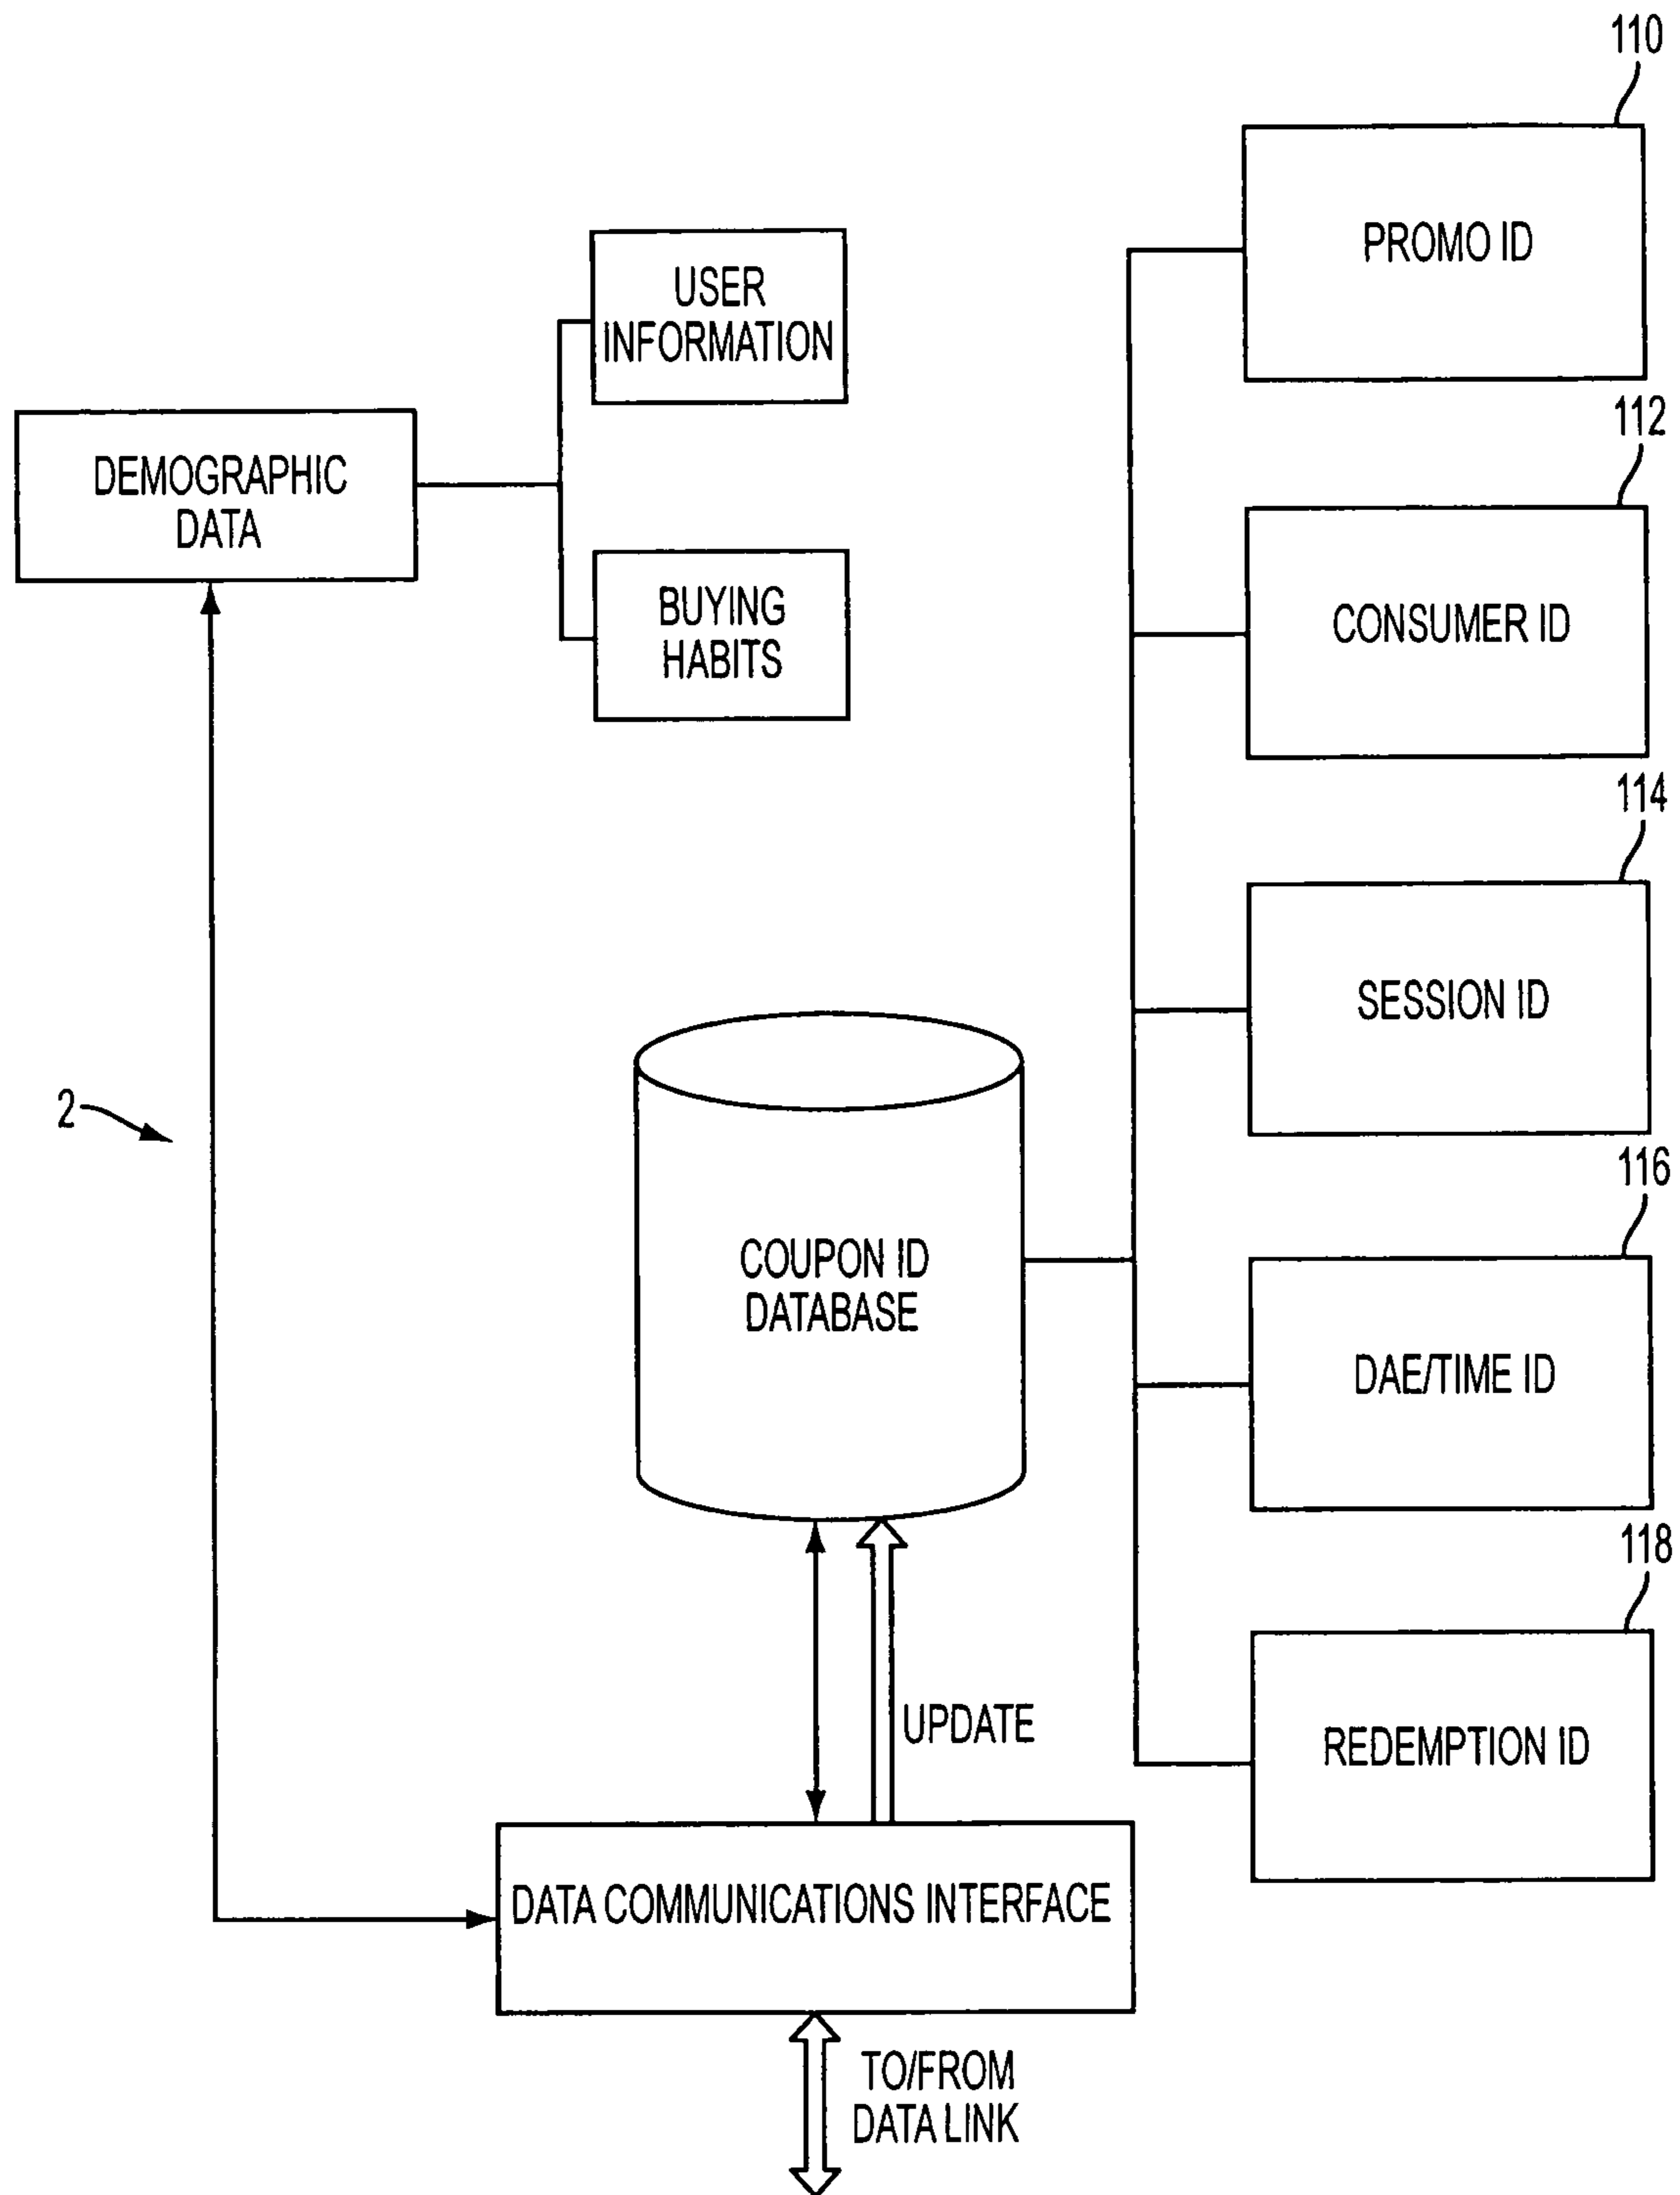 110
PROMO ID
USER
INFORMATION
112
DEMOGRAPHIC
DATA
BUYING
HABITS
CONSUMER ID
114
SESSION ID
2
116
COUPON ID
DATABASE
DAE/TIME ID
118
UPDATE
REDEMPTION ID
DATA COMMUNICATIONS INTERFACE
TO/FROM
DATA LINK